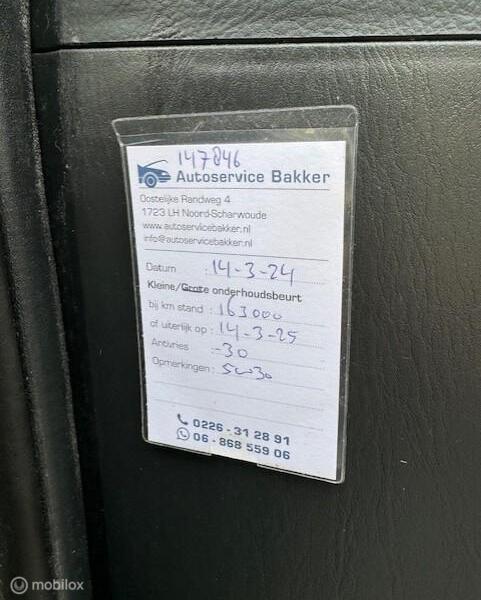 147846
Autoservice Bakker
Oostelijke Randweg 4
1723 LH Noord-Scharwoude
www.autoservicebakker.nl
info@autoservicebakker.nl
Datum : 14-3-24
Kleine/Grote onderhoudsbeurt
bij km stand : 163000
of uiterlijk op : 14-3-25
Antivries : -30
Opmerkingen : 5w30
0226 - 31 28 91
06 - 868 559 06
mobilox